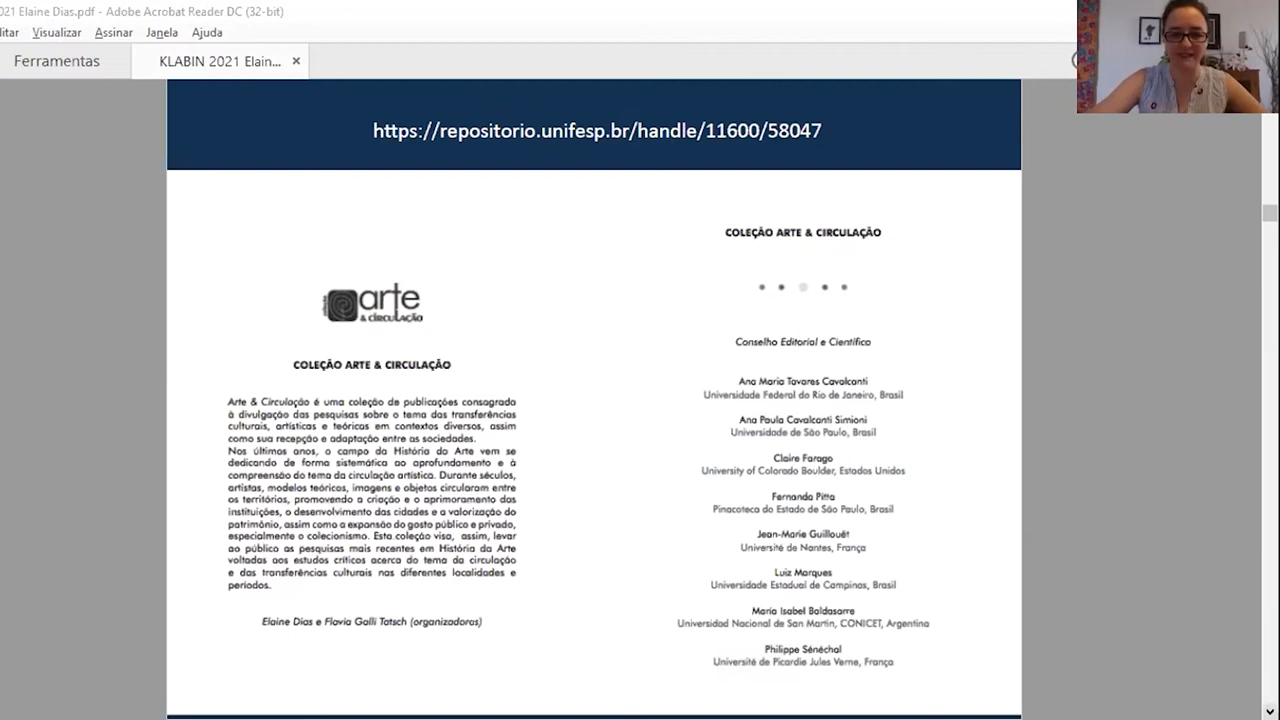 021 Elaine Dias.pdf - Adobe Acrobat Reader DC (32-bit)
itar Visualizar Assinar Janela Ajuda
Ferramentas
KLABIN 2021 Elain... ×
https://repositorio.unifesp.br/handle/11600/58047
coleção
arte
& circulação
COLEÇÃO ARTE & CIRCULAÇÃO
Arte & Circulação é uma coleção de publicações consagrada
à divulgação das pesquisas sobre o tema das transferências
culturais, artísticas e teóricas em contextos diversos, assim
como sua recepção e adaptação entre as sociedades.
Nos últimos anos, o campo da História da Arte vem se
dedicando de forma sistemática ao aprofundamento e à
compreensão do tema da circulação artística. Durante séculos,
artistas, modelos teóricos, imagens e objetos circularam entre
os territórios, promovendo a criação e o aprimoramento das
instituições, o desenvolvimento das cidades e a valorização do
patrimônio, assim como a expansão do gosto público e privado,
especialmente o colecionismo. Esta coleção visa, assim, levar
ao público as pesquisas mais recentes em História da Arte
voltadas aos estudos críticos acerca do tema da circulação
e das transferências culturais nas diferentes localidades e
períodos.
Elaine Dias e Flavia Galli Tatsch (organizadoras)
COLEÇÃO ARTE & CIRCULAÇÃO
Conselho Editorial e Científico
Ana Maria Tavares Cavalcanti
Universidade Federal do Rio de Janeiro, Brasil
Ana Paula Cavalcanti Simioni
Universidade de São Paulo, Brasil
Claire Farago
University of Colorado Boulder, Estados Unidos
Fernanda Pitta
Pinacoteca do Estado de São Paulo, Brasil
Jean-Marie Guillouët
Université de Nantes, França
Luiz Marques
Universidade Estadual de Campinas, Brasil
María Isabel Baldasarre
Universidad Nacional de San Martín, CONICET, Argentina
Philippe Sénéchal
Université de Picardie Jules Verne, França